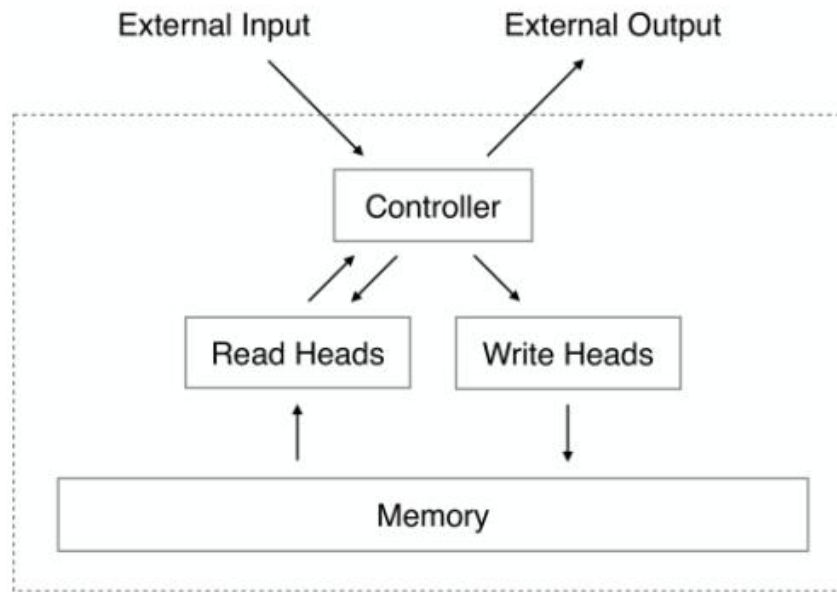 External Input External Output
Controller
Read Heads Write Heads
Memory